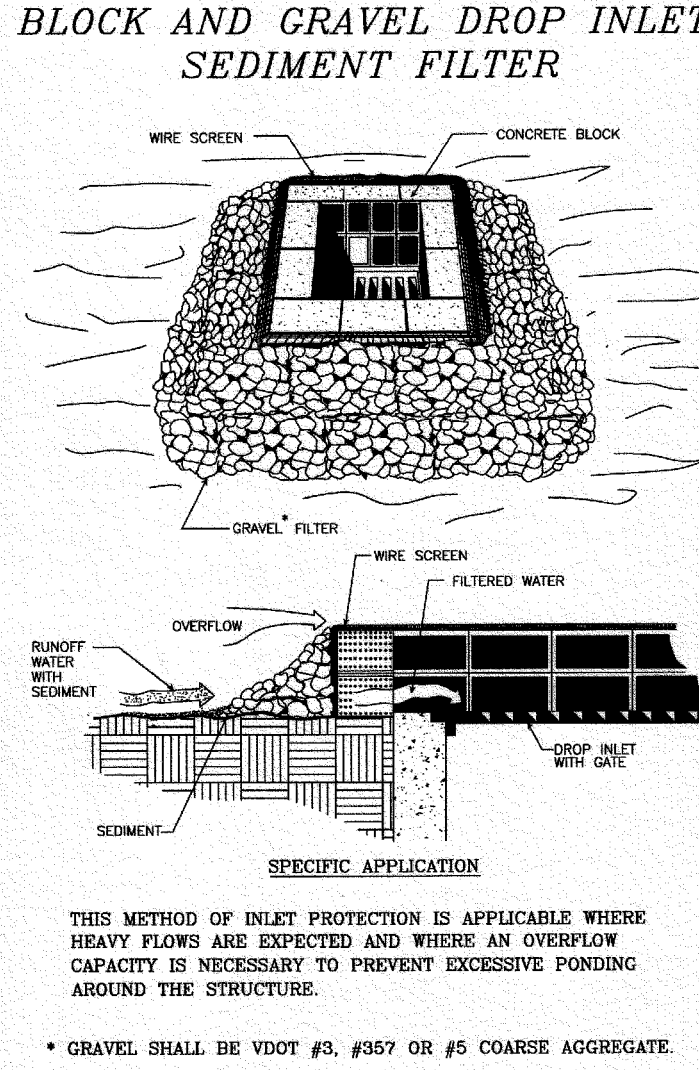 BLOCK AND GRAVEL DROP INLET
SEDIMENT FILTER
WIRE SCREEN
CONCRETE BLOCK
GRAVEL* FILTER
WIRE SCREEN
FILTERED WATER
OVERFLOW
RUNOFF
WATER
WITH
SEDIMENT
DROP INLET
WITH GATE
SEDIMENT
SPECIFIC APPLICATION
THIS METHOD OF INLET PROTECTION IS APPLICABLE WHERE
HEAVY FLOWS ARE EXPECTED AND WHERE AN OVERFLOW
CAPACITY IS NECESSARY TO PREVENT EXCESSIVE PONDING
AROUND THE STRUCTURE.
* GRAVEL SHALL BE VDOT #3, #357 OR #5 COARSE AGGREGATE.